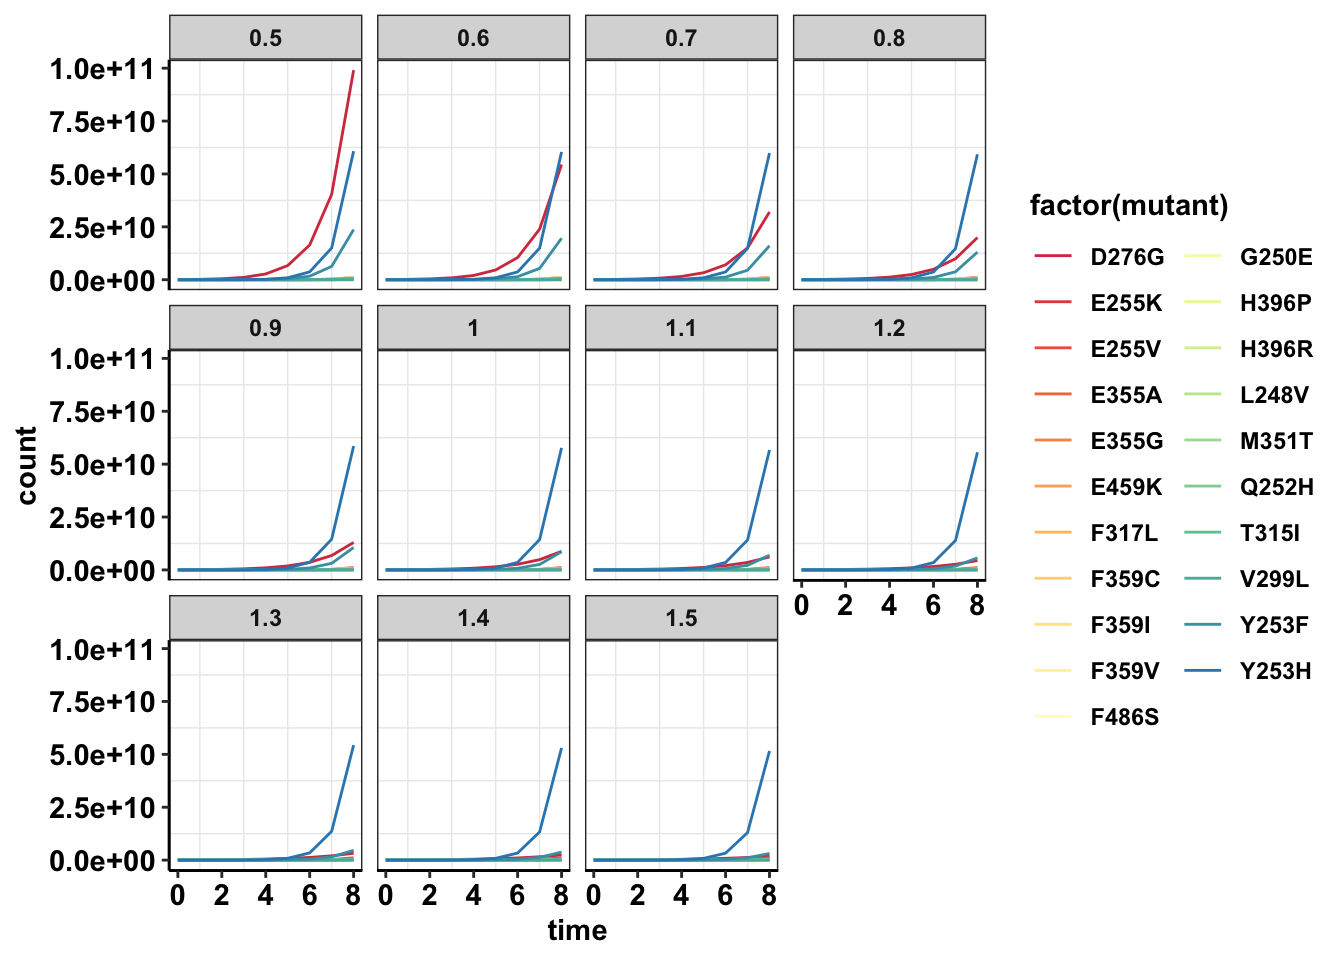 0.5 0.6 0.7 0.8
1.0e+11
7.5e+10
5.0e+10
2.5e+10
0.0e+00
0.9 1 1.1 1.2
1.0e+11
7.5e+10
5.0e+10
2.5e+10
0.0e+00
0 2 4 6 8
1.3 1.4 1.5
1.0e+11
7.5e+10
5.0e+10
2.5e+10
0.0e+00
0 2 4 6 8 0 2 4 6 8 0 2 4 6 8
time
count
factor(mutant)
D276G G250E
E255K H396P
E255V H396R
E355A L248V
E355G M351T
E459K Q252H
F317L T315I
F359C V299L
F359I Y253F
F359V Y253H
F486S